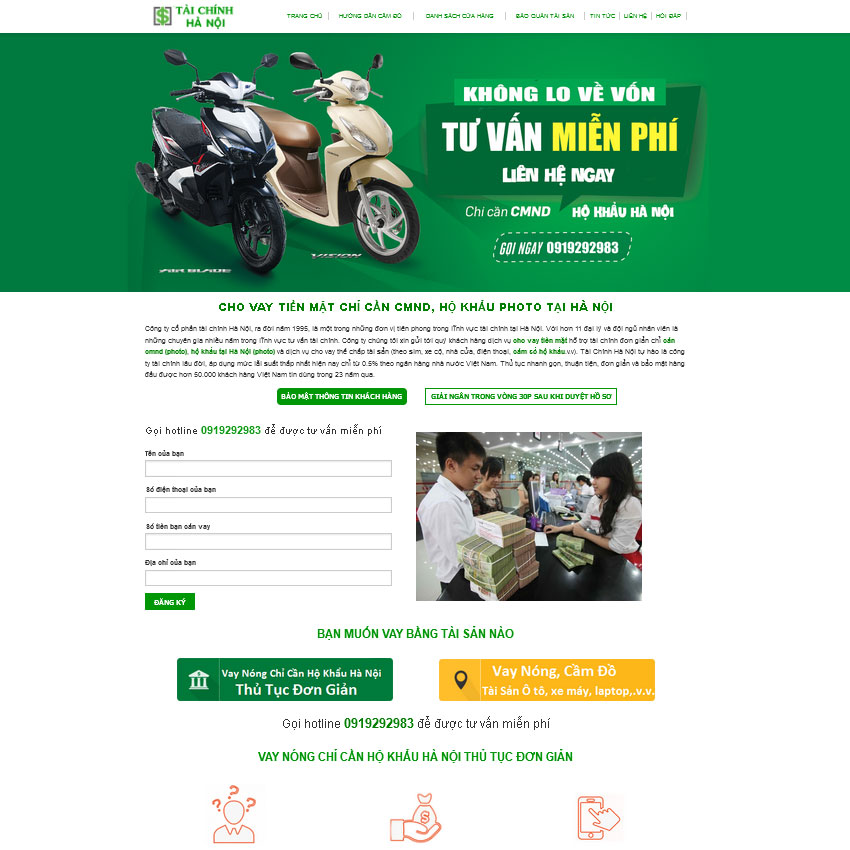 TÀI CHÍNH
HÀ NỘI
TRANG CHỦ
HƯỚNG DẪN CẦM ĐỒ
DANH SÁCH CỬA HÀNG
BẢO QUẢN TÀI SẢN
TIN TỨC
LIÊN HỆ
HỎI ĐÁP
KHÔNG LO VỀ VỐN
TƯ VẤN MIỄN PHÍ
LIÊN HỆ NGAY
Chỉ cần CMND HỘ KHẨU HÀ NỘI
GỌI NGAY 0919292983
AIR BLADE
VISION
CHO VAY TIỀN MẶT CHỈ CẦN CMND, HỘ KHẨU PHOTO TẠI HÀ NỘI
Công ty cổ phần tài chính Hà Nội, ra đời năm 1995, là một trong những đơn vị tiên phong trong lĩnh vực tài chính tại Hà Nội. Với hơn 11 đại lý và đội ngũ nhân viên là
những chuyên gia nhiều năm trong lĩnh vực tư vấn tài chính. Công ty chúng tôi xin gửi tới quý khách hàng dịch vụ cho vay tiền mặt hỗ trợ tài chính đơn giản chỉ cần
cmnd (photo), hộ khẩu tại Hà Nội (photo) và dịch vụ cho vay thế chấp tài sản (theo sim, xe cộ, nhà cửa, điện thoại, cầm sổ hộ khẩu.v.v). Tài Chính Hà Nội tự hào là công
ty tài chính lâu đời, áp dụng mức lãi suất thấp nhất hiện nay chỉ từ 0.5% theo ngân hàng nhà nước Việt Nam. Thủ tục nhanh gọn, thuận tiện, đơn giản và bảo mật hàng
đầu được hơn 50.000 khách hàng Việt Nam tin dùng trong 23 năm qua.
BẢO MẬT THÔNG TIN KHÁCH HÀNG
GIẢI NGÂN TRONG VÒNG 30P SAU KHI DUYỆT HỒ SƠ
Gọi hotline 0919292983 để được tư vấn miễn phí
Tên của bạn
Số điện thoại của bạn
Số tiền bạn cần vay
Địa chỉ của bạn
ĐĂNG KÝ
BẠN MUỐN VAY BẰNG TÀI SẢN NÀO
Vay Nóng Chỉ Cần Hộ Khẩu Hà Nội
Thủ Tục Đơn Giản
Vay Nóng, Cầm Đồ
Tài Sản Ô tô, xe máy, laptop,.v.v.
Gọi hotline 0919292983 để được tư vấn miễn phí
VAY NÓNG CHỈ CẦN HỘ KHẨU HÀ NỘI THỦ TỤC ĐƠN GIẢN